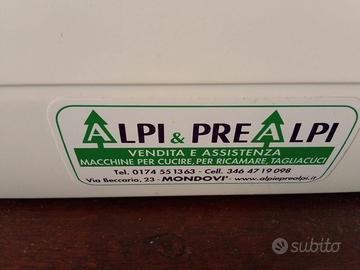 ALPI & PREALPI
VENDITA E ASSISTENZA
MACCHINE PER CUCIRE, PER RICAMARE, TAGLIACUCI
Tel. 0174 551363 - Cell. 346 4719098
Via Beccaria, 23 - MONDOVI' - www.alpieprealpi.it
subito